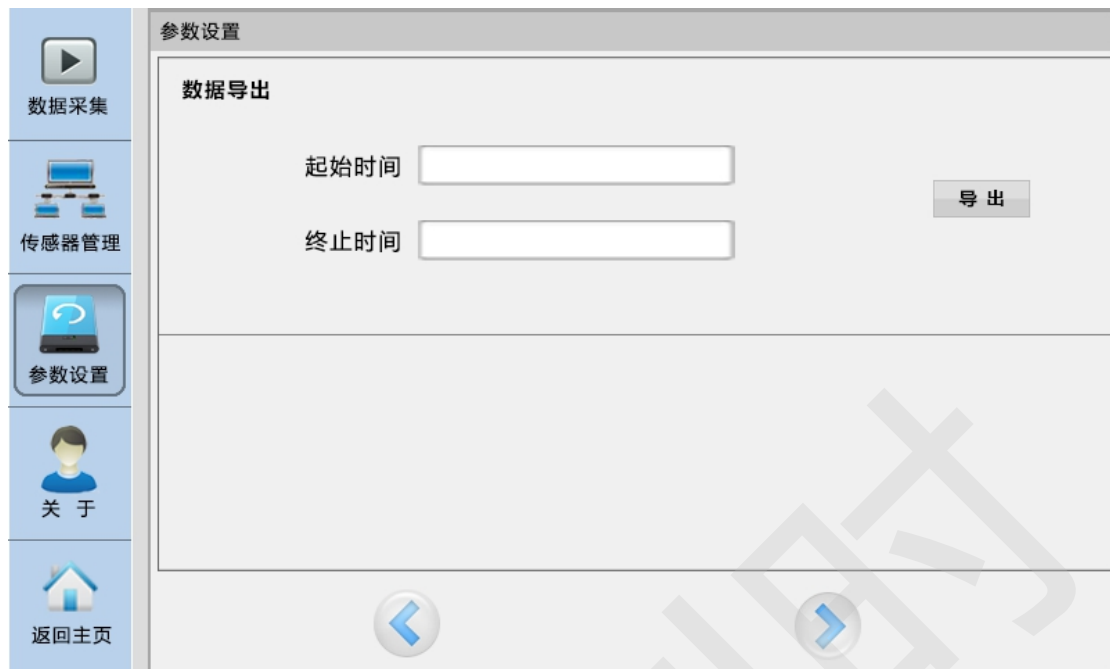 参数设置
数据采集
数据导出
起始时间
导 出
终止时间
传感器管理
参数设置
关 于
返回主页
时